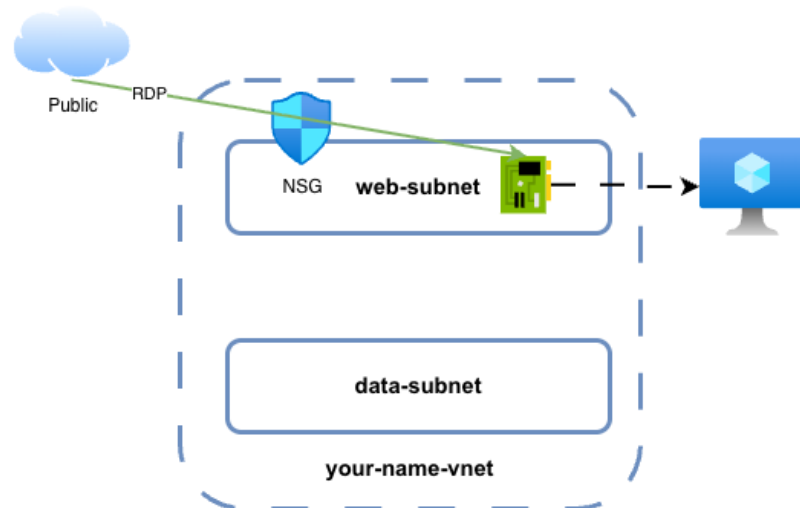 RDP
Public
NSG
web-subnet
data-subnet
your-name-vnet